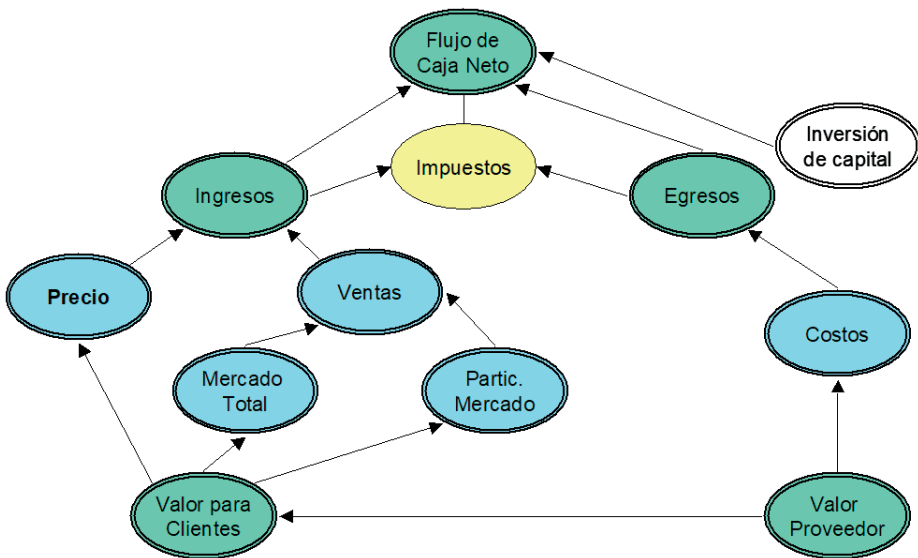 Flujo de
Caja Neto
Inversión
de capital
Impuestos
Ingresos
Egresos
Precio
Ventas
Costos
Mercado
Total
Partic.
Mercado
Valor para
Clientes
Valor
Proveedor